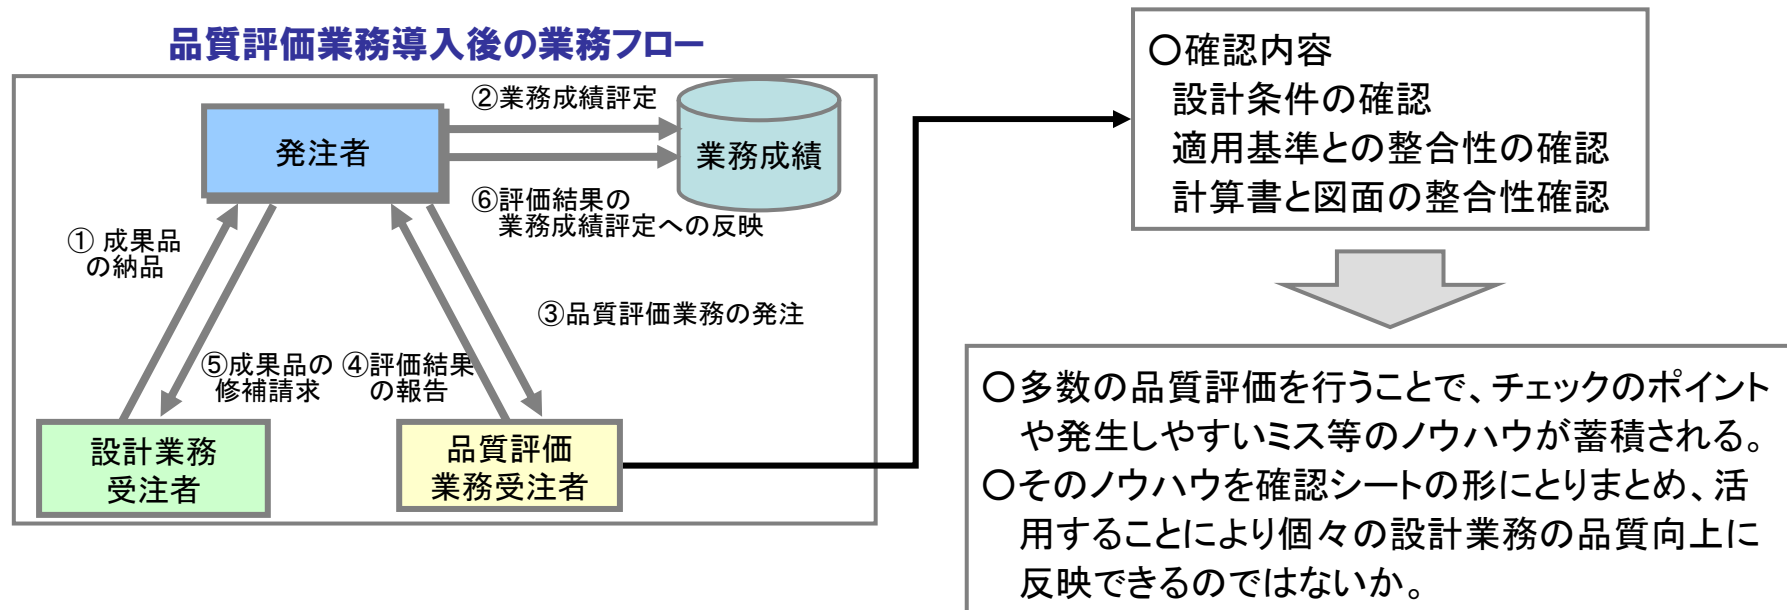 品質評価業務導入後の業務フロー
②業務成績評定
発注者
業務成績
⑥評価結果の
業務成績評定への反映
① 成果品
の納品
③品質評価業務の発注
⑤成果品の
修補請求
④評価結果
の報告
設計業務
受注者
品質評価
業務受注者
〇確認内容
設計条件の確認
適用基準との整合性の確認
計算書と図面の整合性確認
〇多数の品質評価を行うことで、チェックのポイント
や発生しやすいミス等のノウハウが蓄積される。
〇そのノウハウを確認シートの形にとりまとめ、活
用することにより個々の設計業務の品質向上に
反映できるのではないか。